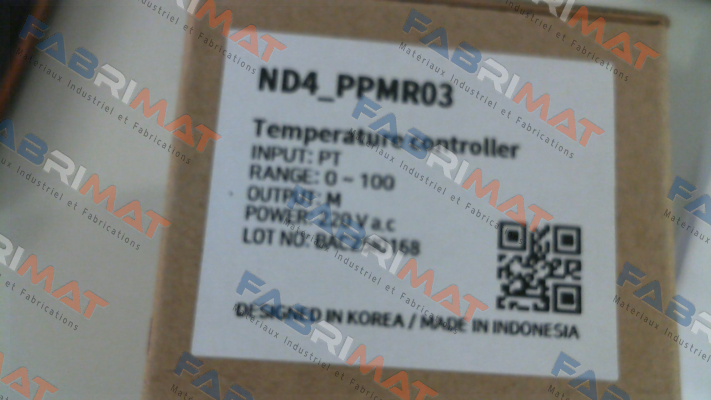 ND4_PPMR03
Temperature controller
INPUT: PT
RANGE: 0 – 100
OUTPUT: M
POWER: 220 V a.c
LOT NO:
DESIGNED IN KOREA / MADE IN INDONESIA
FABRIMAT
Materiaux Industriel et Fabrications